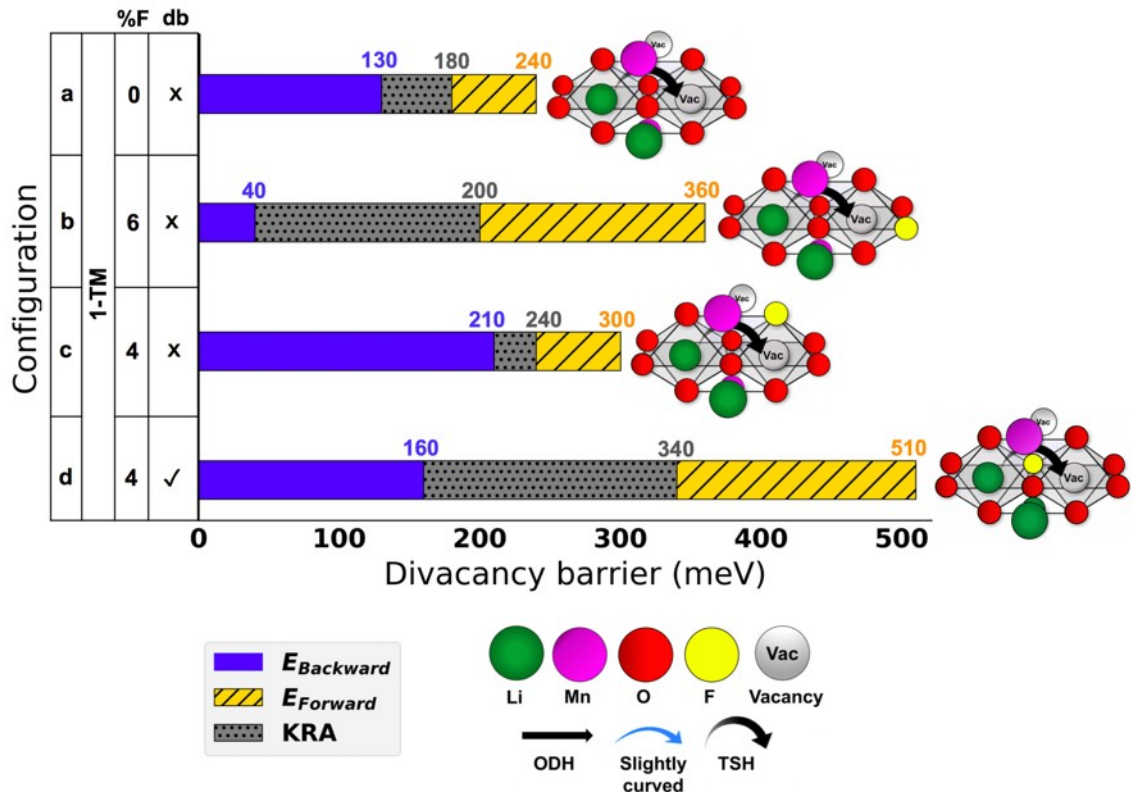 %F db
130 180 240
a 0 x
Vac
Vac
40 200 360
b 6 x
Vac
Vac
Configuration
1-TM
210 240 300
c 4 x
Vac
Vac
160 340 510
d 4 ✓
Vac
Vac
0 100 200 300 400 500
Divacancy barrier (meV)
E_Backward
E_Forward
KRA
Vac
Li Mn O F Vacancy
ODH Slightly curved TSH